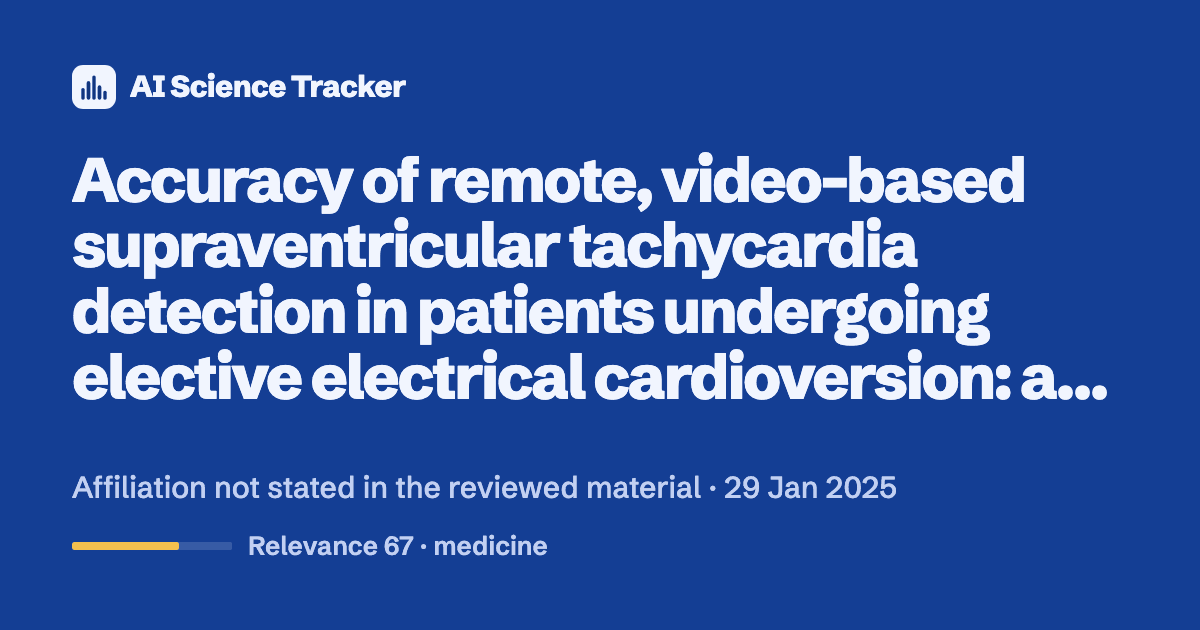 AI Science Tracker
Accuracy of remote, video-based
supraventricular tachycardia
detection in patients undergoing
elective electrical cardioversion: a...
Affiliation not stated in the reviewed material · 29 Jan 2025
Relevance 67 · medicine